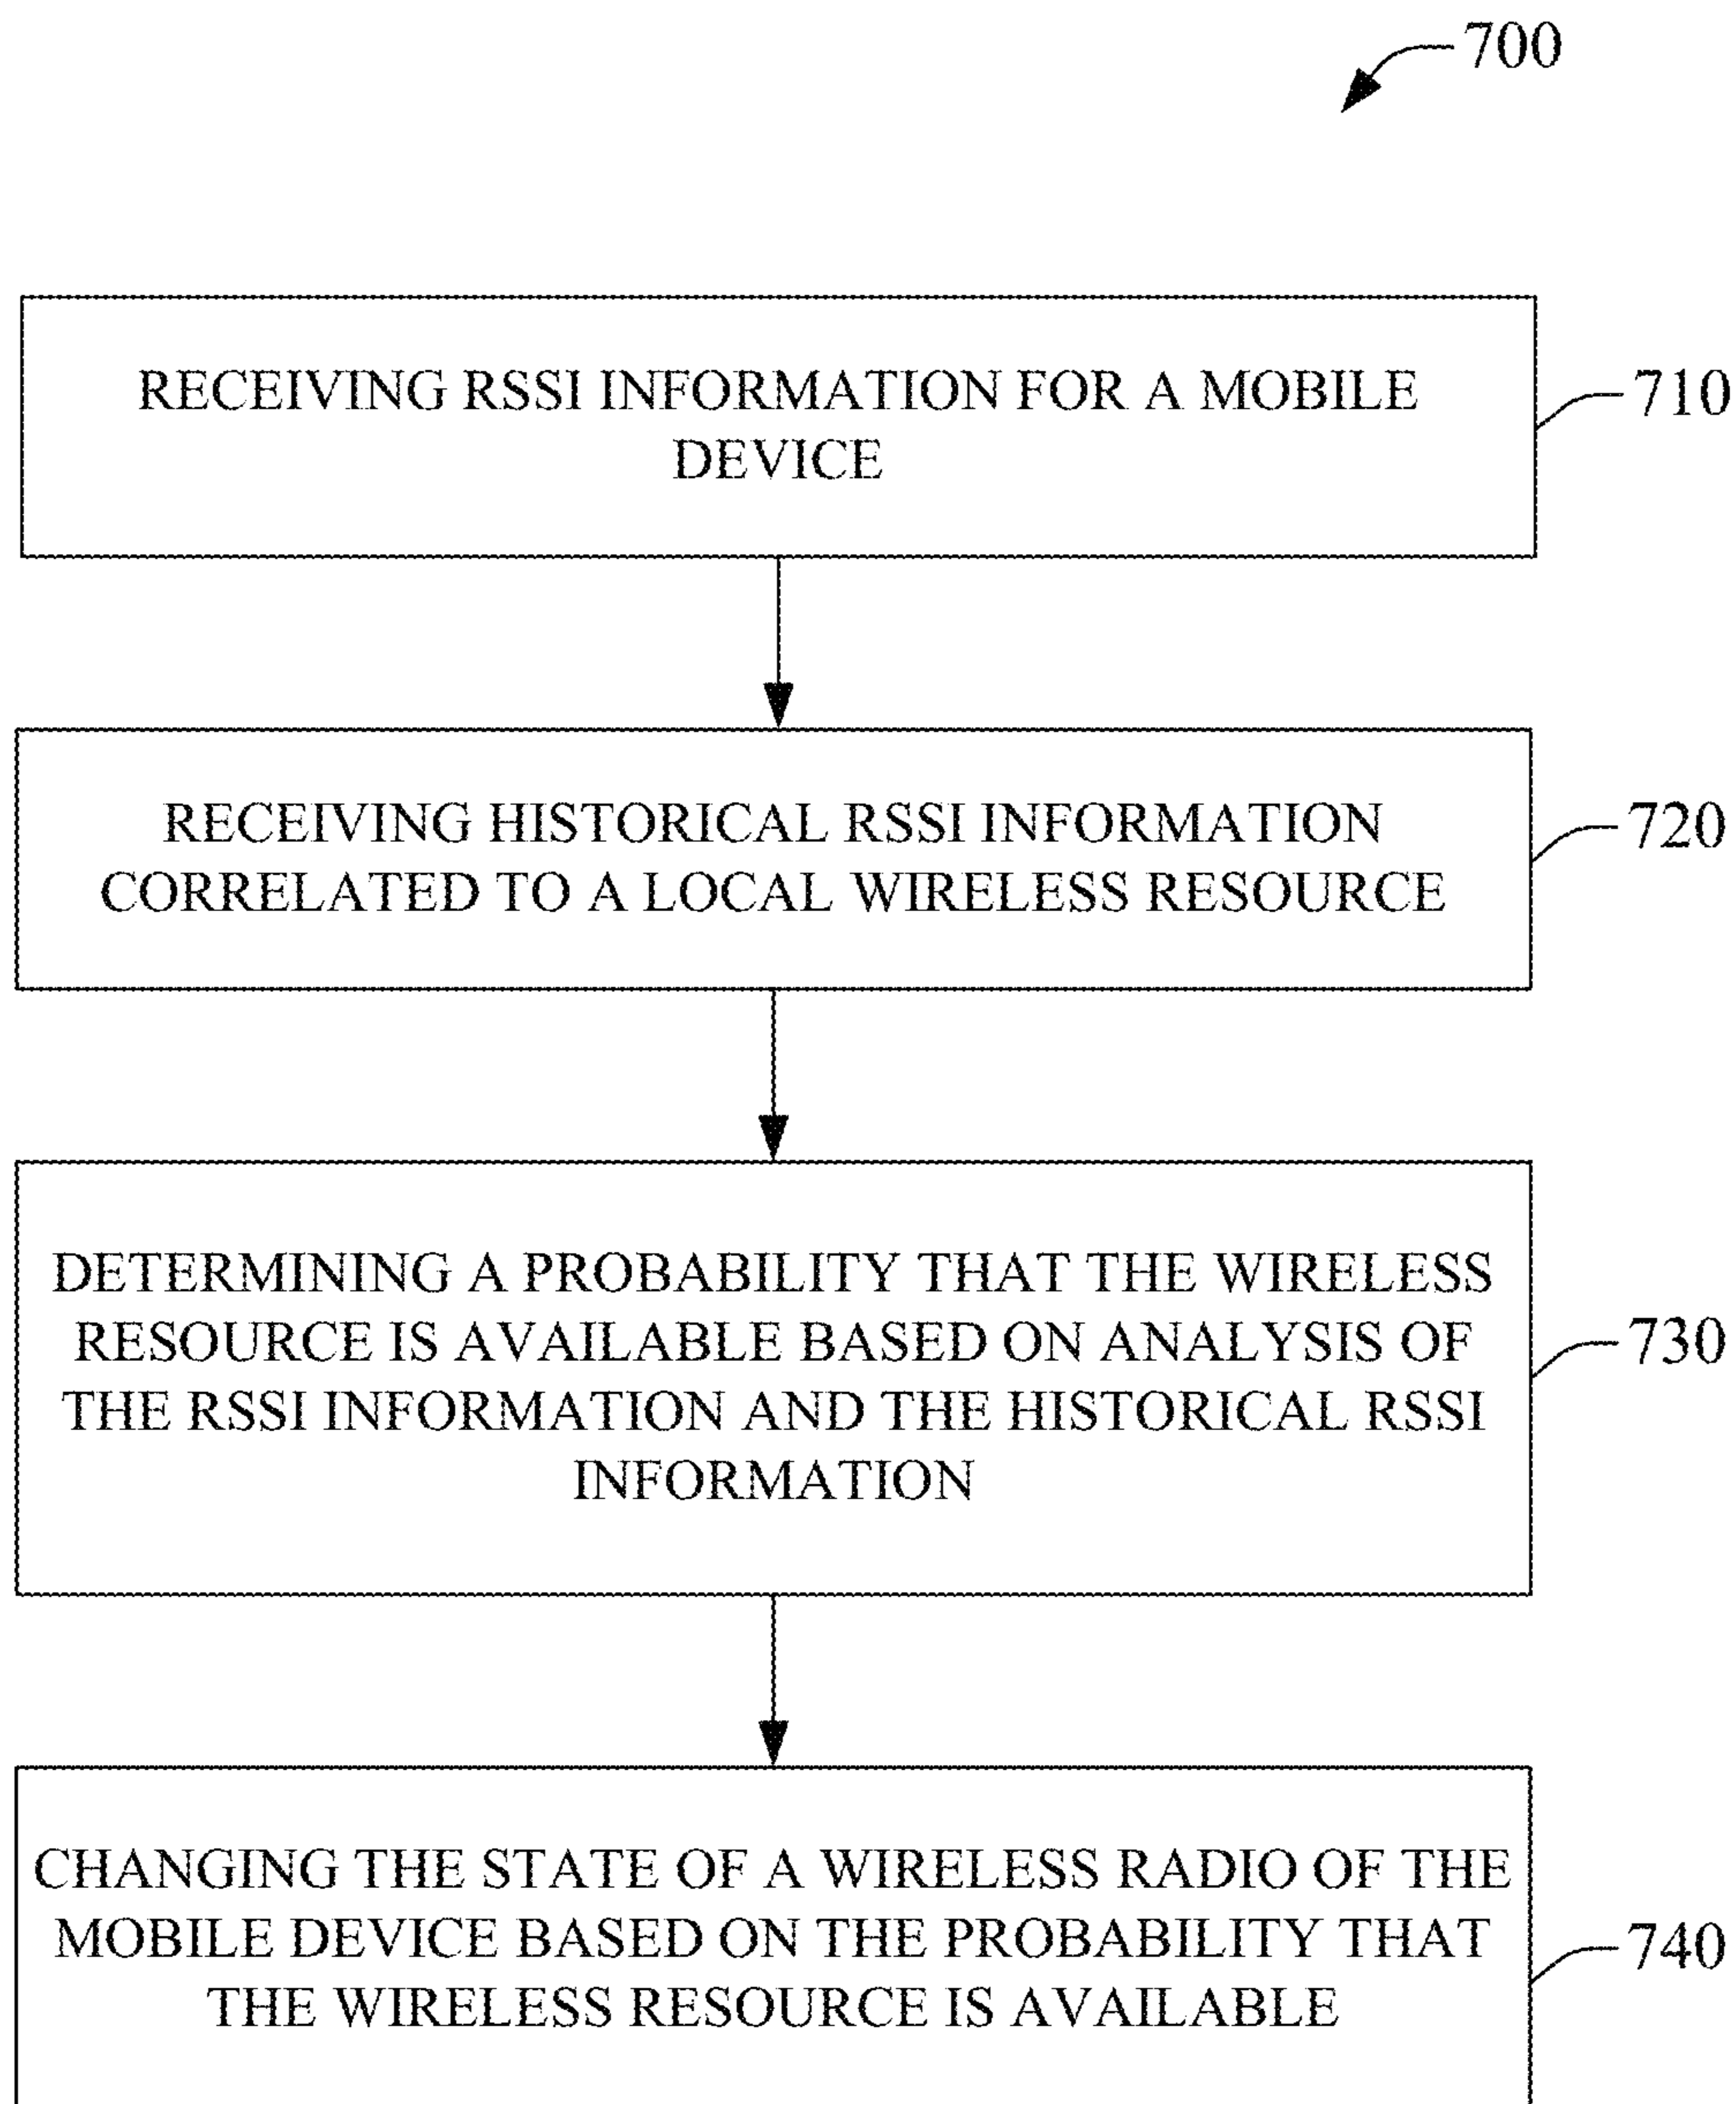 700
RECEIVING RSSI INFORMATION FOR A MOBILE
DEVICE
710
RECEIVING HISTORICAL RSSI INFORMATION
CORRELATED TO A LOCAL WIRELESS RESOURCE
720
DETERMINING A PROBABILITY THAT THE WIRELESS
RESOURCE IS AVAILABLE BASED ON ANALYSIS OF
THE RSSI INFORMATION AND THE HISTORICAL RSSI
INFORMATION
730
CHANGING THE STATE OF A WIRELESS RADIO OF THE
MOBILE DEVICE BASED ON THE PROBABILITY THAT
THE WIRELESS RESOURCE IS AVAILABLE
740